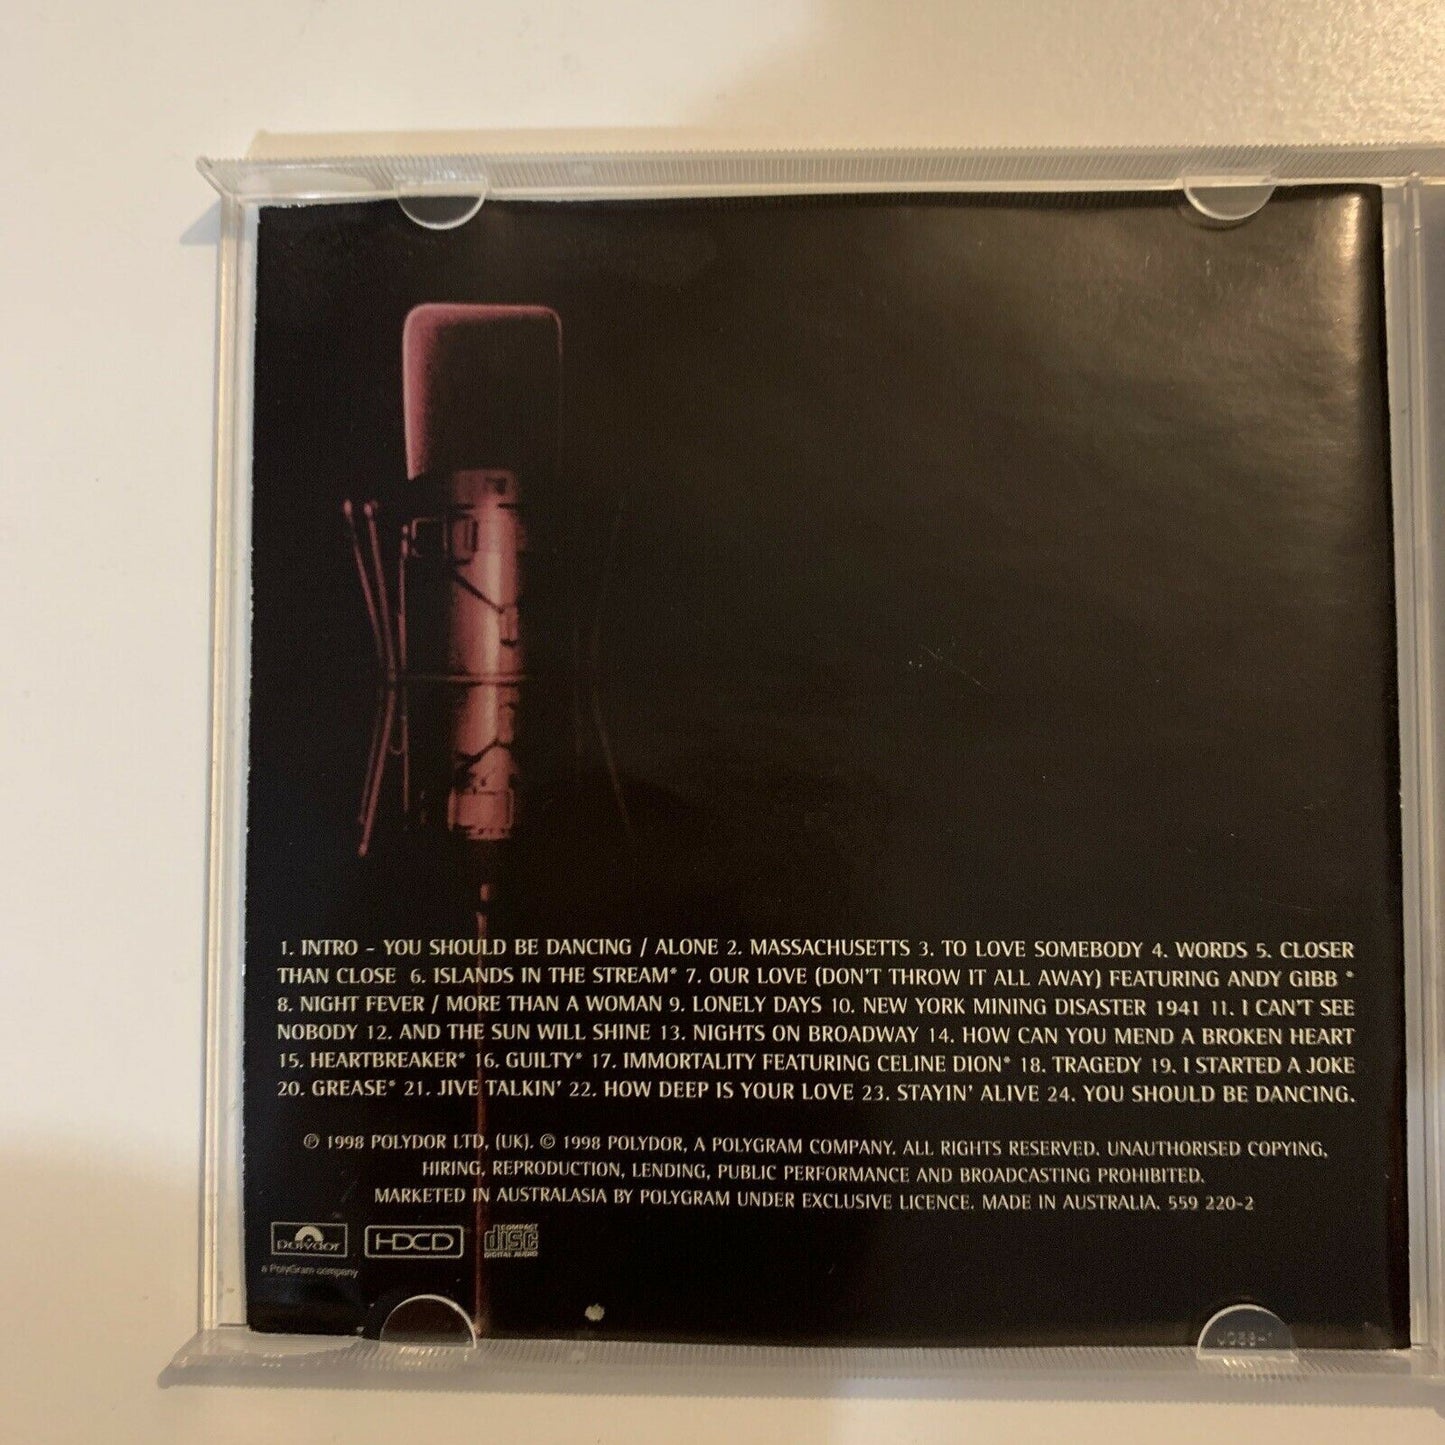 1. INTRO - YOU SHOULD BE DANCING / ALONE 2. MASSACHUSETTS 3. TO LOVE SOMEBODY 4. WORDS 5. CLOSER
THAN CLOSE 6. ISLANDS IN THE STREAM* 7. OUR LOVE (DON'T THROW IT ALL AWAY) FEATURING ANDY GIBB *
8. NIGHT FEVER / MORE THAN A WOMAN 9. LONELY DAYS 10. NEW YORK MINING DISASTER 1941 11. I CAN'T SEE
NOBODY 12. AND THE SUN WILL SHINE 13. NIGHTS ON BROADWAY 14. HOW CAN YOU MEND A BROKEN HEART
15. HEARTBREAKER* 16. GUILTY* 17. IMMORTALITY FEATURING CELINE DION* 18. TRAGEDY 19. I STARTED A JOKE
20. GREASE* 21. JIVE TALKIN' 22. HOW DEEP IS YOUR LOVE 23. STAYIN' ALIVE 24. YOU SHOULD BE DANCING.
℗ 1998 POLYDOR LTD. (UK). © 1998 POLYDOR, A POLYGRAM COMPANY. ALL RIGHTS RESERVED. UNAUTHORISED COPYING,
HIRING, REPRODUCTION, LENDING, PUBLIC PERFORMANCE AND BROADCASTING PROHIBITED.
MARKETED IN AUSTRALASIA BY POLYGRAM UNDER EXCLUSIVE LICENCE. MADE IN AUSTRALIA. 559 220-2
polydor HDCD COMPACT disc DIGITAL AUDIO
a PolyGram company